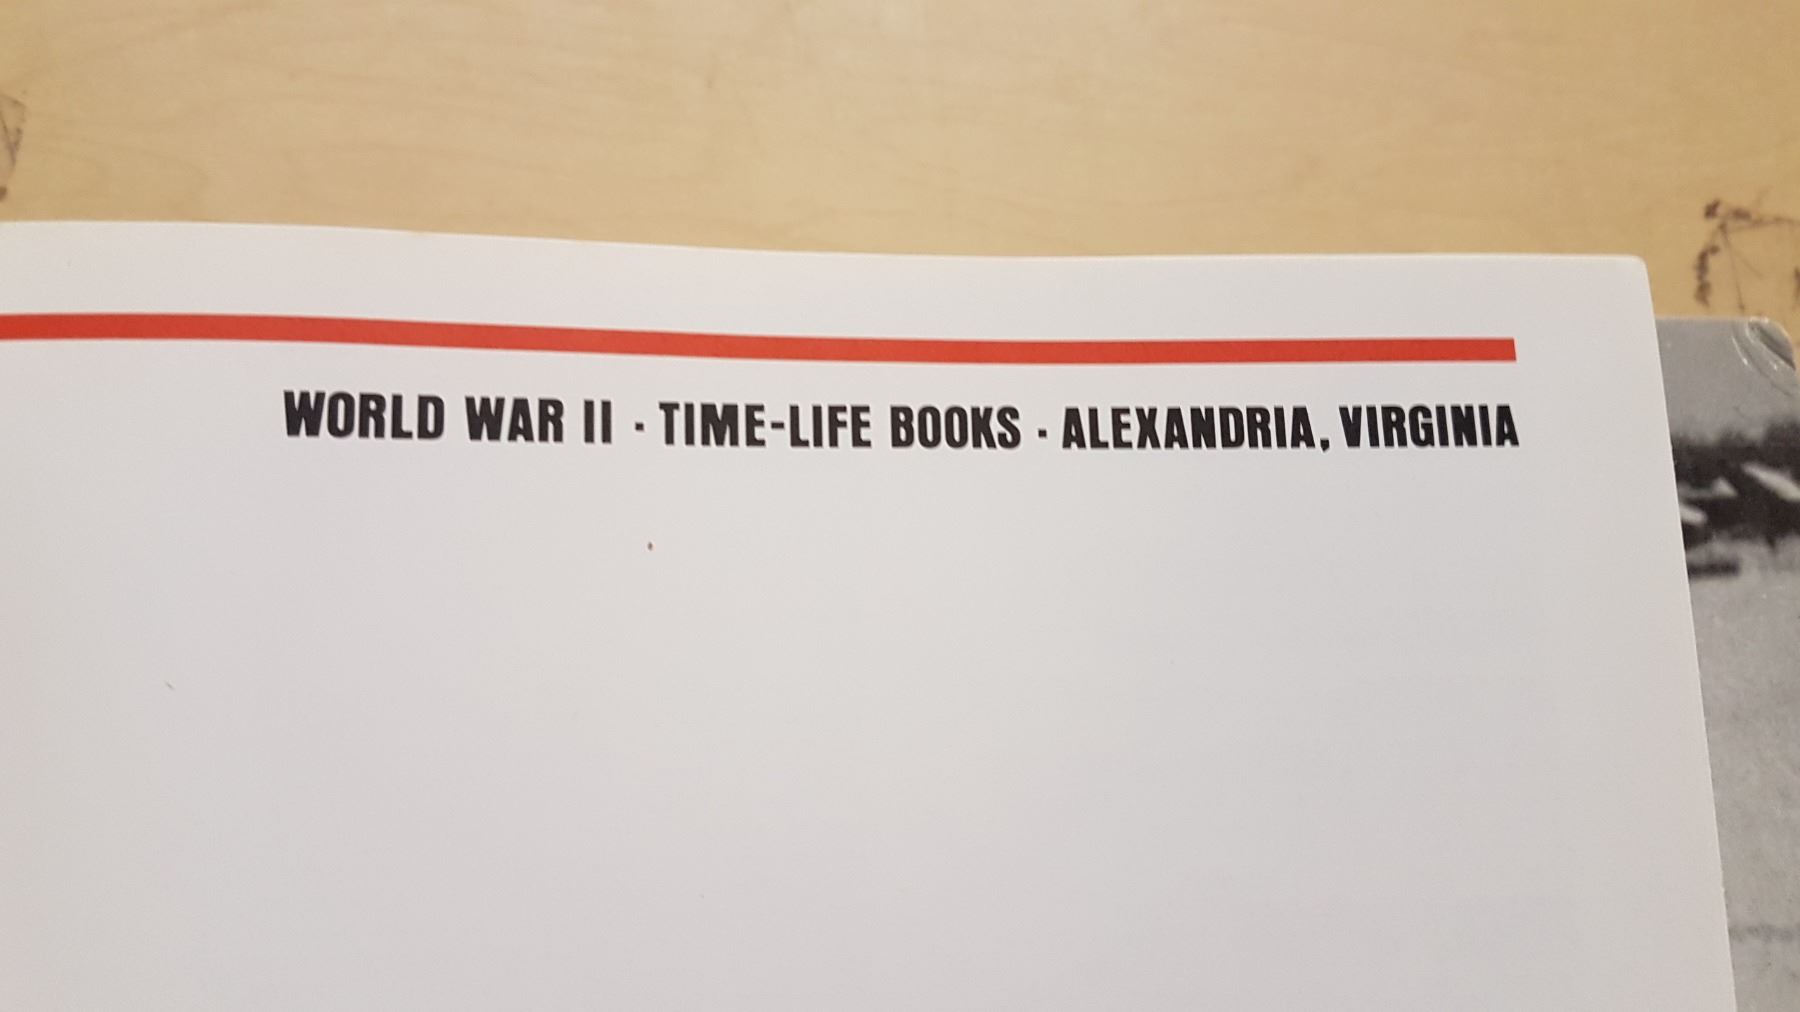 WORLD WAR II · TIME-LIFE BOOKS · ALEXANDRIA, VIRGINIA